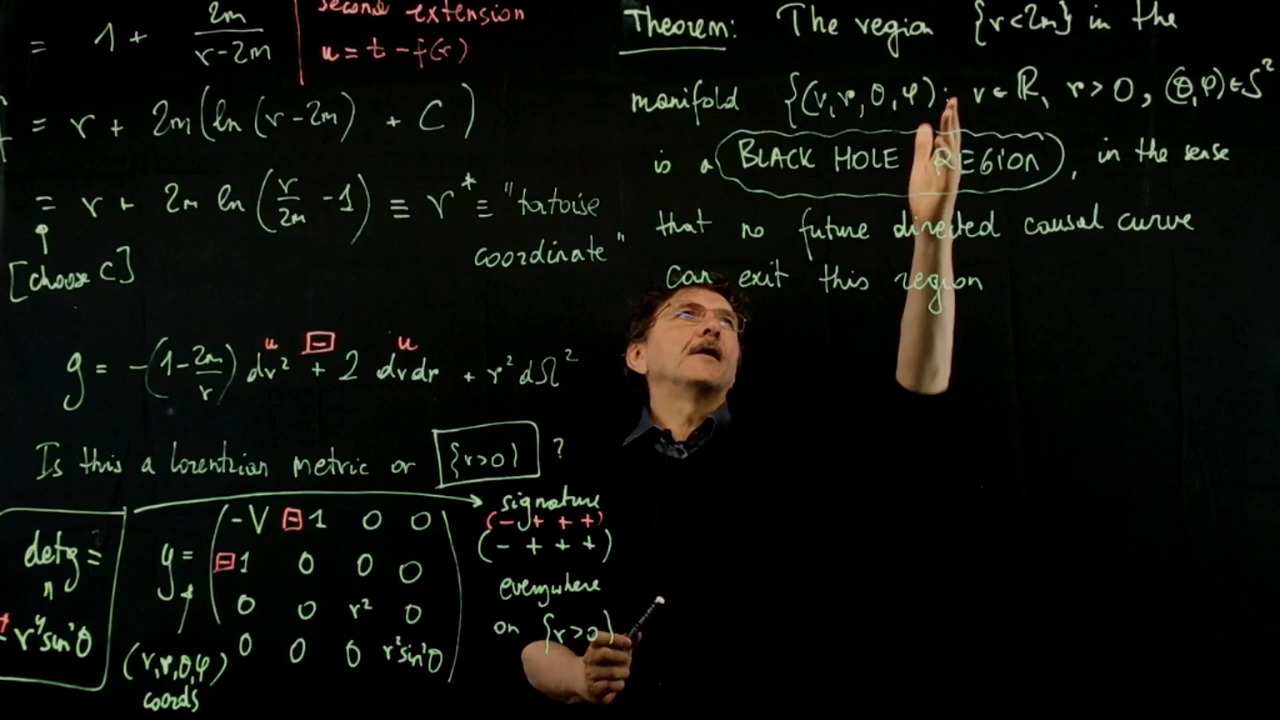 = 1 + 2m / (r-2m)
second extension
u = t - f(r)
f = r + 2m(ln(r-2m) + C)
= r + 2m ln(r/2m - 1) ≡ r* ≡ "tortoise
coordinate"
[choose C]
g = -(1 - 2m/r) dv² + 2 dvdr + r² dΩ²
u ⊟ u
Is this a Lorentzian metric or {r>0} ?
signature
(- + + +)
(- + + +)
everywhere
on {r>0}
det g =
- r⁴ sin²θ
g =
-V ⊟ 1 0 0
⊟ 1 0 0 0
0 0 r² 0
0 0 0 r² sin²θ
(v,r,θ,φ)
coords
Theorem: The region {r<2m} in the
manifold {(v,r,θ,φ): v∈ℝ, r>0, (θ,φ)∈S²
is a BLACK HOLE REGION, in the sense
that no future directed causal curve
can exit this region